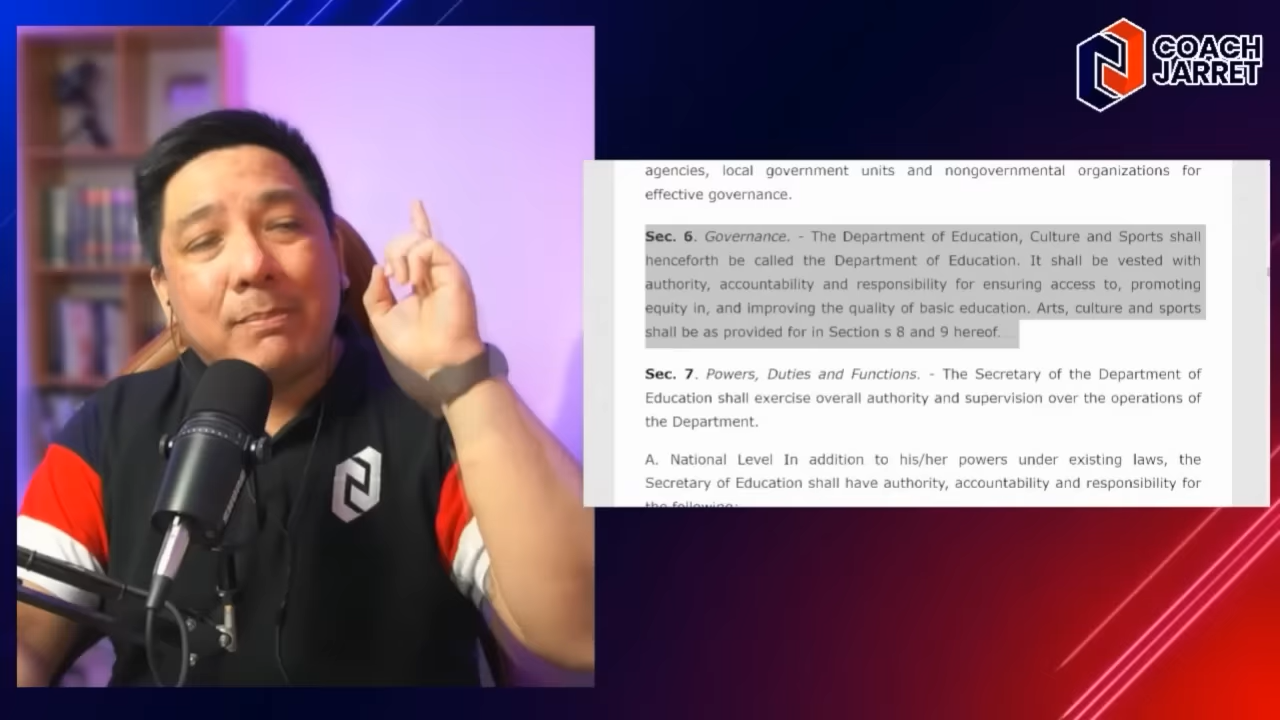 COACH
JARRET
agencies, local government units and nongovernmental organizations for
effective governance.
Sec. 6. Governance. - The Department of Education, Culture and Sports shall
henceforth be called the Department of Education. It shall be vested with
authority, accountability and responsibility for ensuring access to, promoting
equity in, and improving the quality of basic education. Arts, culture and sports
shall be as provided for in Section s 8 and 9 hereof.
Sec. 7. Powers, Duties and Functions. - The Secretary of the Department of
Education shall exercise overall authority and supervision over the operations of
the Department.
A. National Level In addition to his/her powers under existing laws, the
Secretary of Education shall have authority, accountability and responsibility for
the following: